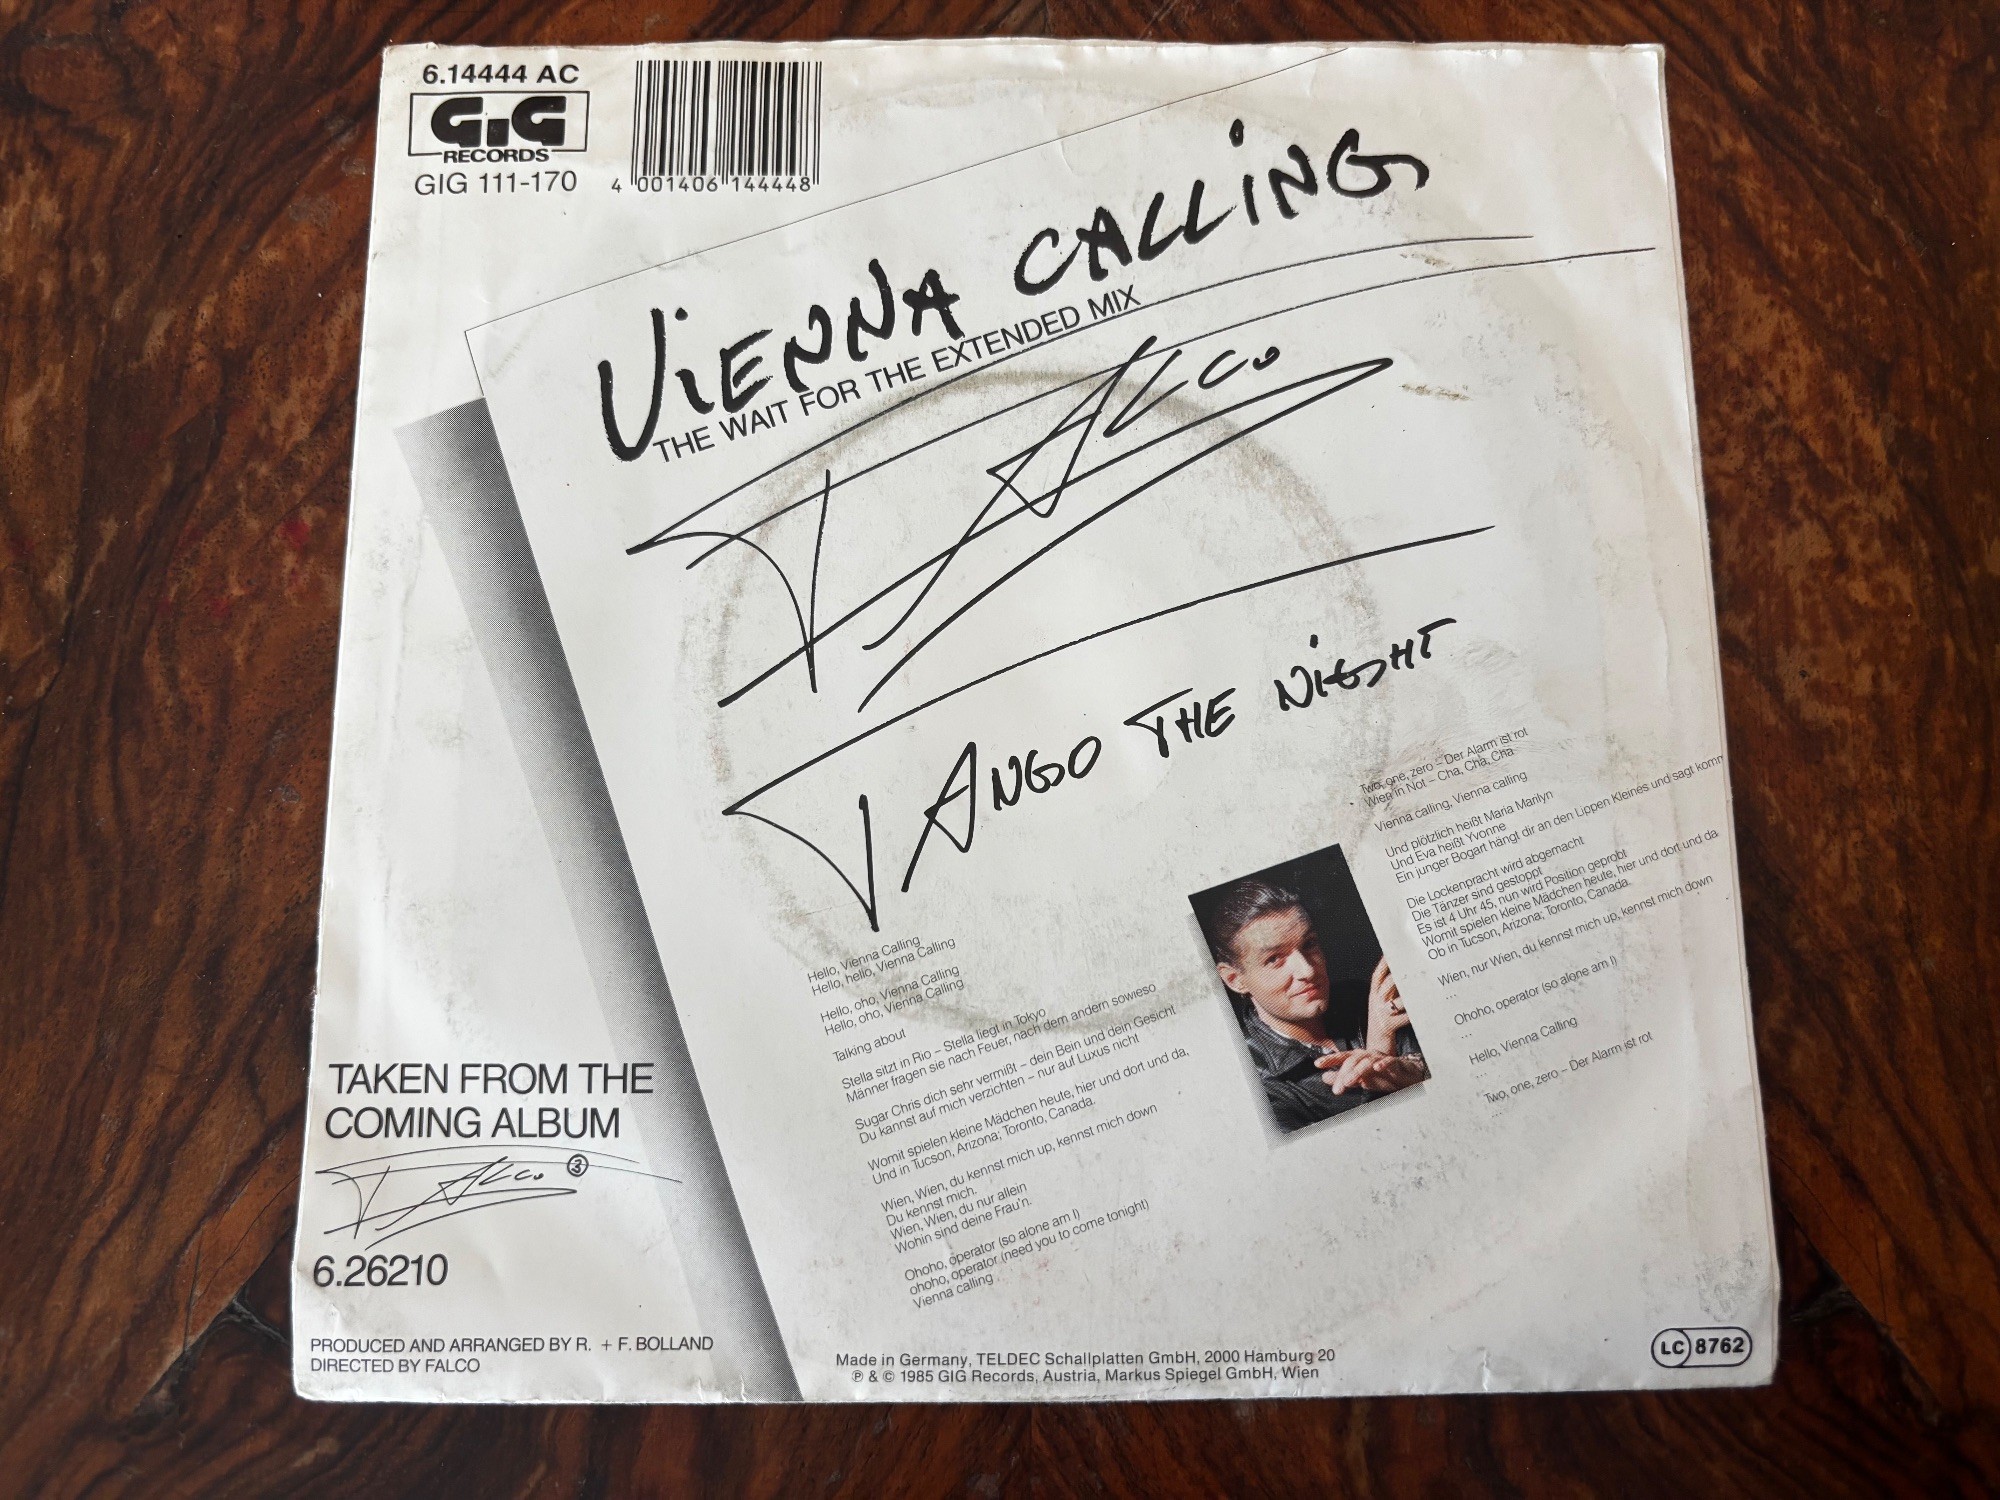 6.14444 AC
GiG
RECORDS
GIG 111-170
4 001406 144448
ViENNA CALLiNG
THE WAIT FOR THE EXTENDED MIX
FALCO
TANGO THE NiGHT
Hello, Vienna Calling
Hello, hello, Vienna Calling
Hello, oho, Vienna Calling
Hello, oho, Vienna Calling
Talking about
Stella sitzt in Rio – Stella liegt in Tokyo
Männer fragen sie nach Feuer, nach dem andern sowieso
Sugar Chris dich sehr vermißt – dein Bein und dein Gesicht
Du kannst auf mich verzichten – nur auf Luxus nicht
Womit spielen kleine Mädchen heute, hier und dort und da,
Und in Tucson, Arizona; Toronto, Canada.
Wien, Wien, du kennst mich up, kennst mich down
Du kennst mich.
Wien, Wien, du nur allein
Wohin sind deine Frau'n.
Ohoho, operator (so alone am I)
ohoho, operator (need you to come tonight)
Vienna calling
Two, one, zero – Der Alarm ist rot
Wien in Not – Cha, Cha, Cha
Vienna calling, Vienna calling
Und plötzlich heißt Maria Marilyn
Und Eva heißt Yvonne
Ein junger Bogart hängt dir an den Lippen Kleines und sagt komm
Die Lockenpracht wird abgemacht
Die Tänzer sind gestoppt
Es ist 4 Uhr 45, nun wird Position geprobt
Womit spielen kleine Mädchen heute, hier und dort und da
Ob in Tucson, Arizona; Toronto, Canada.
Wien, nur Wien, du kennst mich up, kennst mich down
...
Ohoho, operator (so alone am I)
...
Hello, Vienna Calling
...
Two, one, zero – Der Alarm ist rot
...
TAKEN FROM THE
COMING ALBUM
FALCO 3
6.26210
PRODUCED AND ARRANGED BY R. + F. BOLLAND
DIRECTED BY FALCO
Made in Germany, TELDEC Schallplatten GmbH, 2000 Hamburg 20
℗ & © 1985 GIG Records, Austria, Markus Spiegel GmbH, Wien
LC 8762